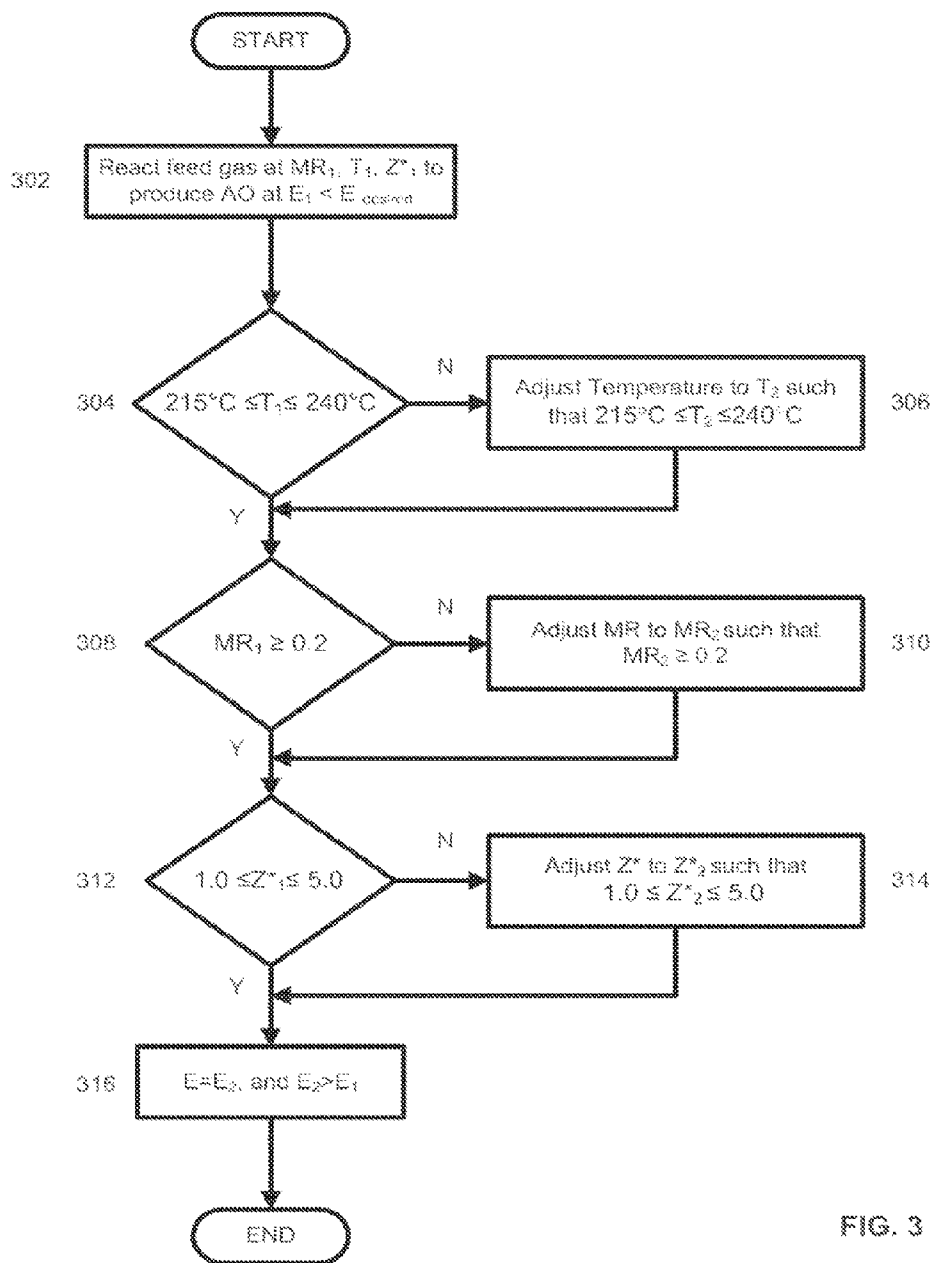 START
302
React feed gas at MR₁, T₁, Z*₁ to
produce AO at E₁ < E desired
304
215°C ≤T₁≤ 240°C
N
Adjust Temperature to T₂ such
that 215°C ≤T₂ ≤240°C
306
Y
308
MR₁ ≥ 0.2
N
Adjust MR to MR₂ such that
MR₂ ≥ 0.2
310
Y
312
1.0 ≤Z*₁≤ 5.0
N
Adjust Z* to Z*₂ such that
1.0 ≤ Z*₂ ≤ 5.0
314
Y
316
E=E₂, and E₂>E₁
END
FIG. 3